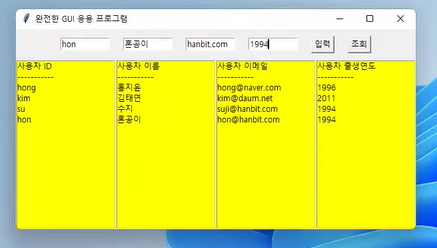 완전한 GUI 응용 프로그램
hon 혼공이 hanbit.com 1994 입력 조회
사용자 ID 사용자 이름 사용자 이메일 사용자 출생연도
----------- ----------- ----------- -----------
hong 홍지윤 hong@naver.com 1996
kim 김태연 kim@daum.net 2011
su 수지 suji@hanbit.com 1994
hon 혼공이 hon@hanbit.com 1994